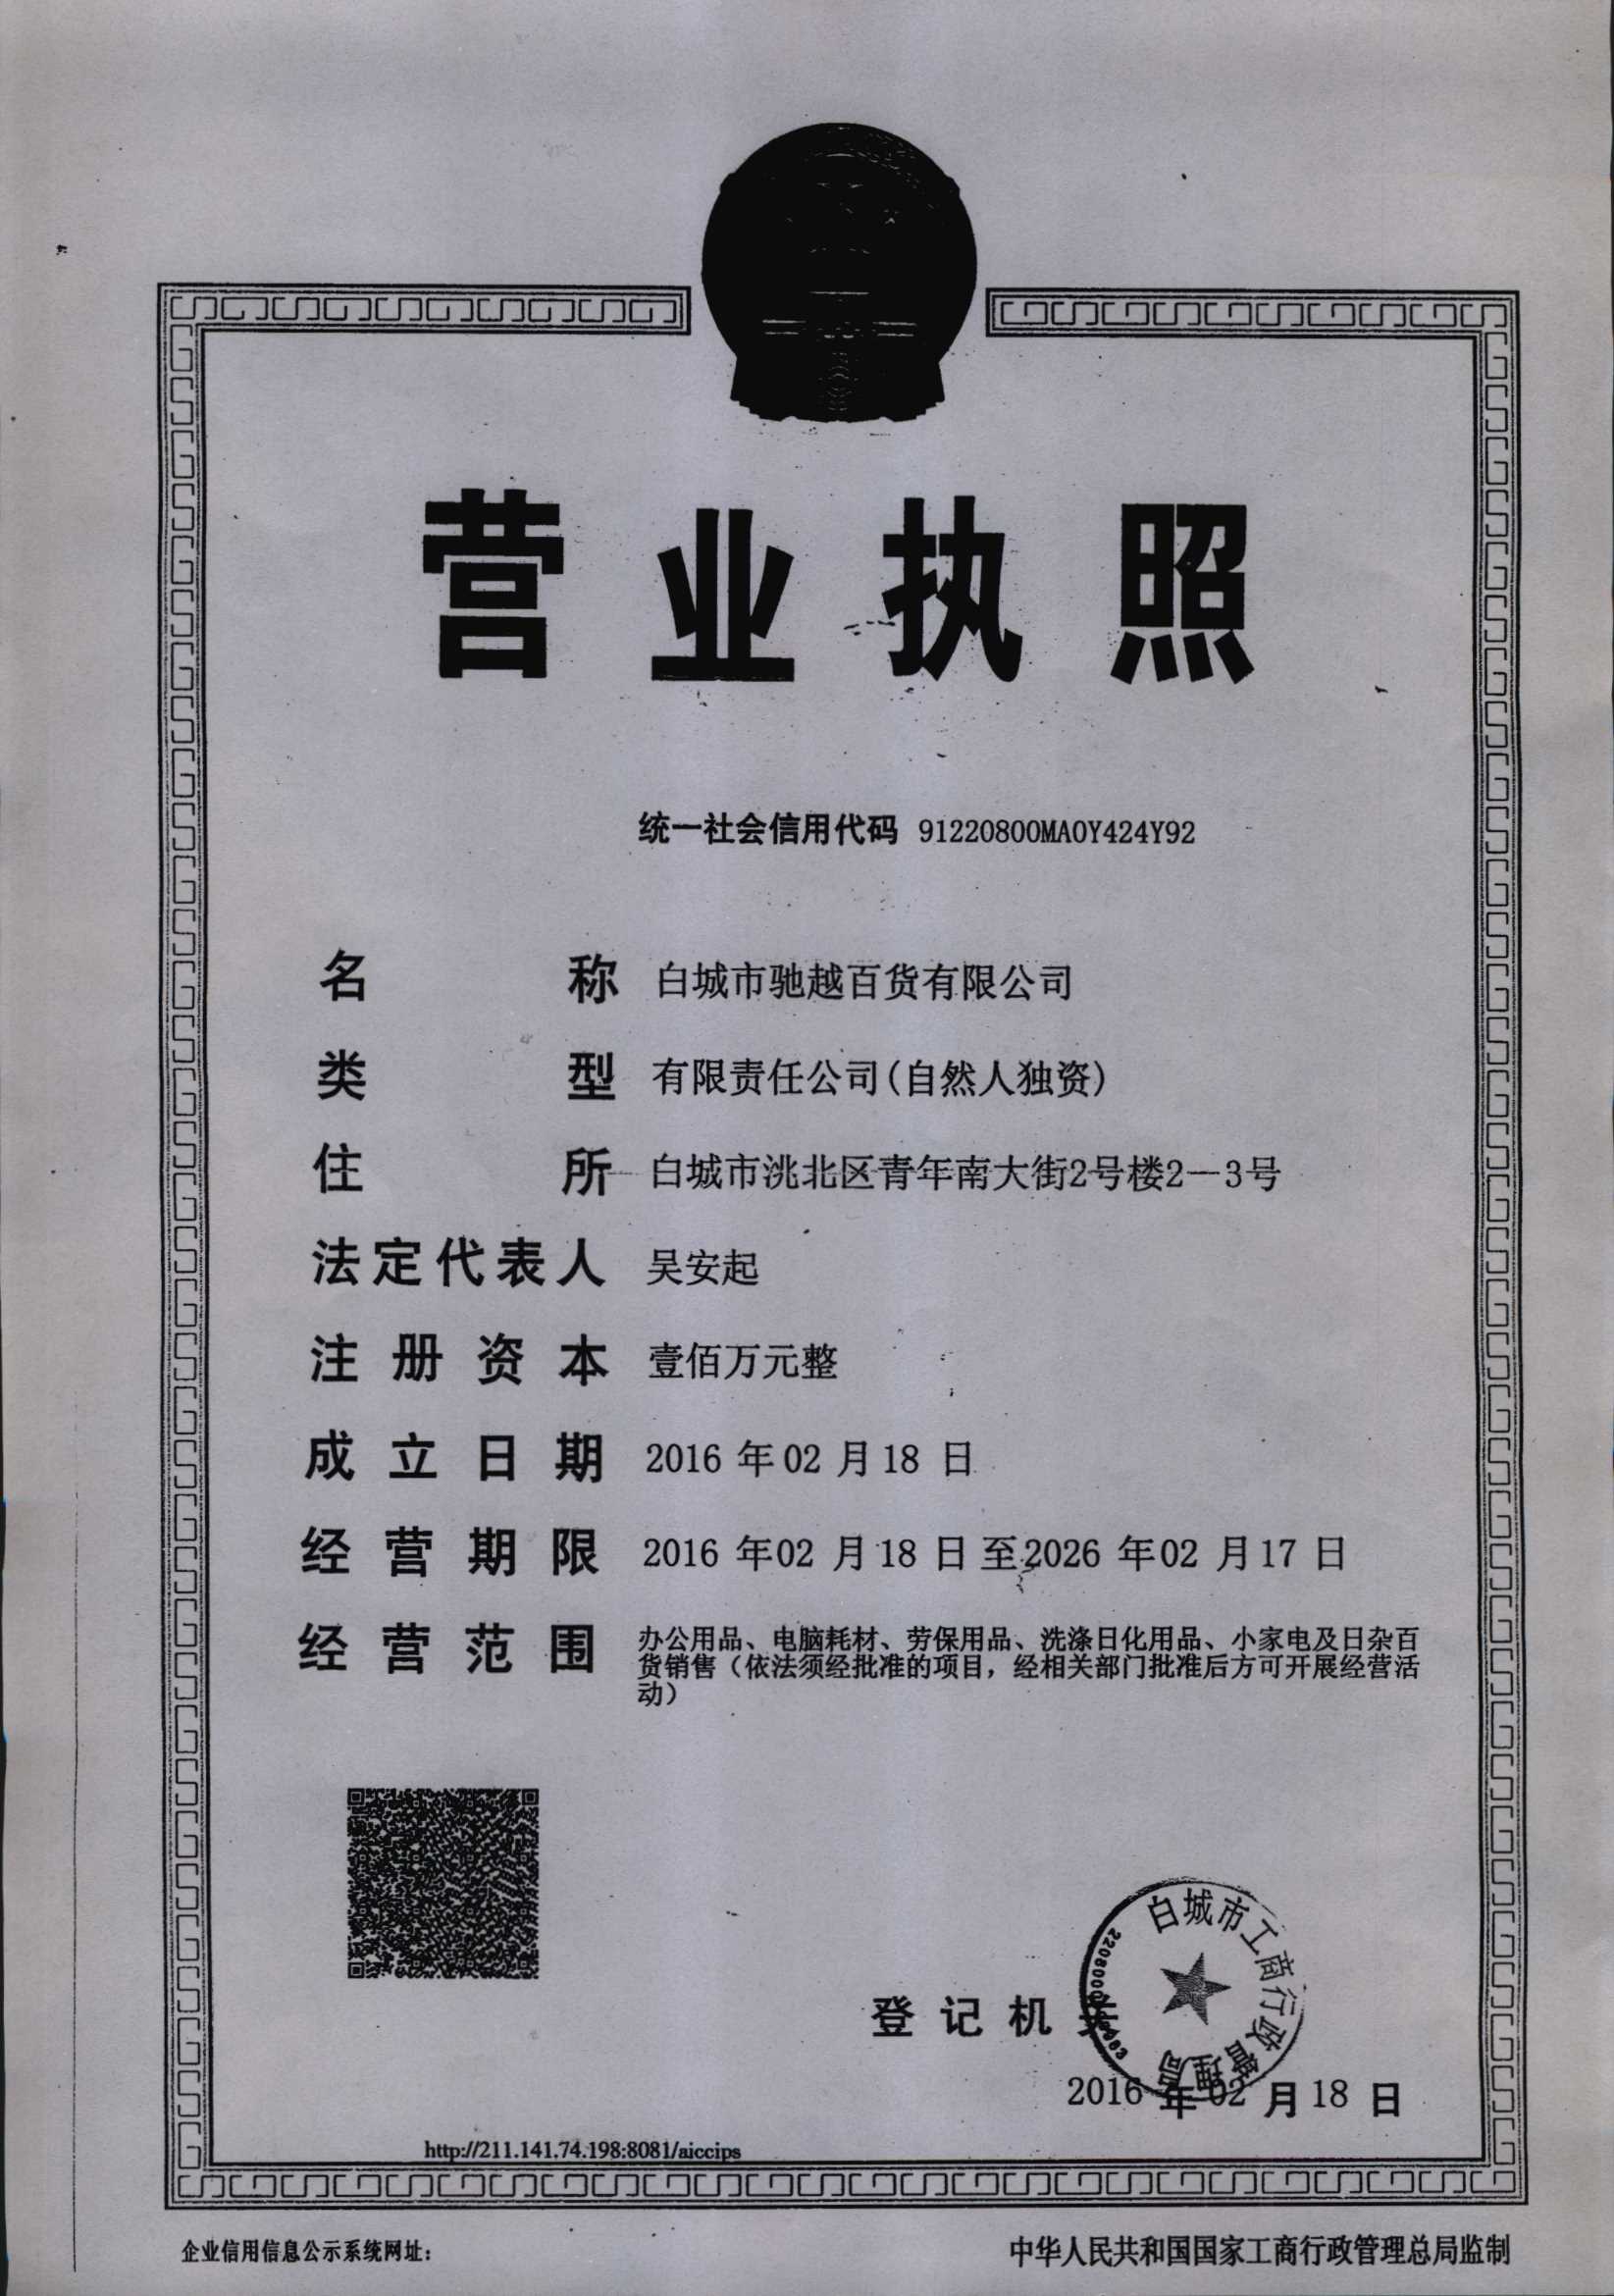 营业执照
统一社会信用代码 91220800MA0Y424Y92
名称 白城市驰越百货有限公司
类型 有限责任公司(自然人独资)
住所 白城市洮北区青年南大街2号楼2—3号
法定代表人 吴安起
注册资本 壹佰万元整
成立日期 2016 年02 月18 日
经营期限 2016 年02 月18 日至2026 年02 月17 日
经营范围 办公用品、电脑耗材、劳保用品、洗涤日化用品、小家电及日杂百
货销售（依法须经批准的项目，经相关部门批准后方可开展经营活
动）
白城市工商行政管理局
登记机关
2016 年 02 月 18 日
http://211.141.74.198:8081/aiccips
企业信用信息公示系统网址：
中华人民共和国国家工商行政管理总局监制